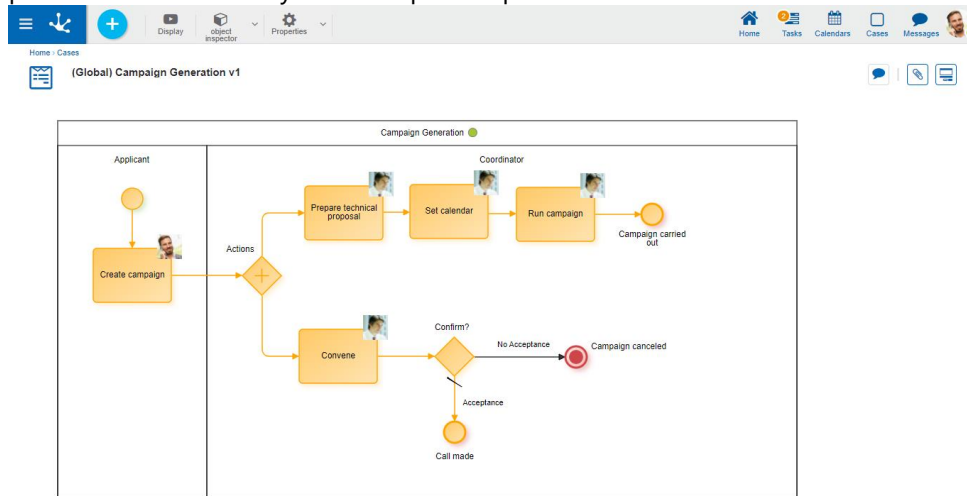 Display
object
inspector
Properties
Home
2
Tasks
Calendars
Cases
Messages
Home › Cases
(Global) Campaign Generation v1
Campaign Generation
Applicant
Coordinator
Prepare technical
proposal
Set calendar
Run campaign
Campaign carried
out
Actions
Create campaign
Confirm?
Convene
No Acceptance
Campaign canceled
Acceptance
Call made